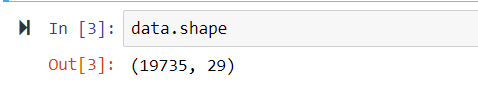 In [3]: data.shape
Out[3]: (19735, 29)